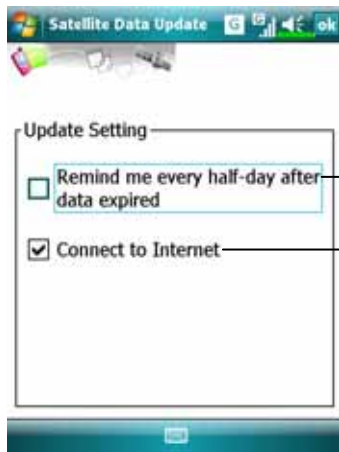 Satellite Data Update G G ok
Update Setting
Remind me every half-day after
data expired
Connect to Internet